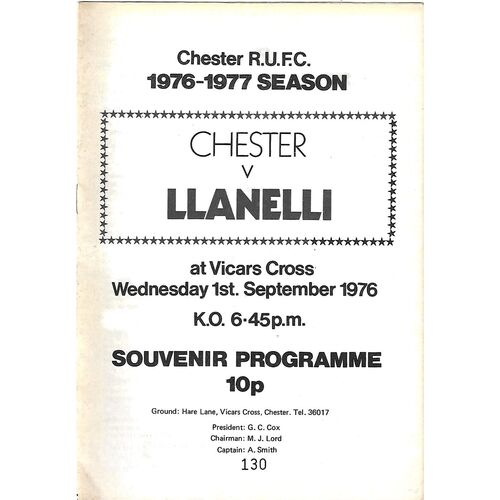 Chester R.U.F.C.
1976-1977 SEASON
CHESTER
v
LLANELLI
at Vicars Cross
Wednesday 1st. September 1976
K.O. 6·45p.m.
SOUVENIR PROGRAMME
10p
Ground: Hare Lane, Vicars Cross, Chester. Tel. 36017
President: G. C. Cox
Chairman: M. J. Lord
Captain: A. Smith
130